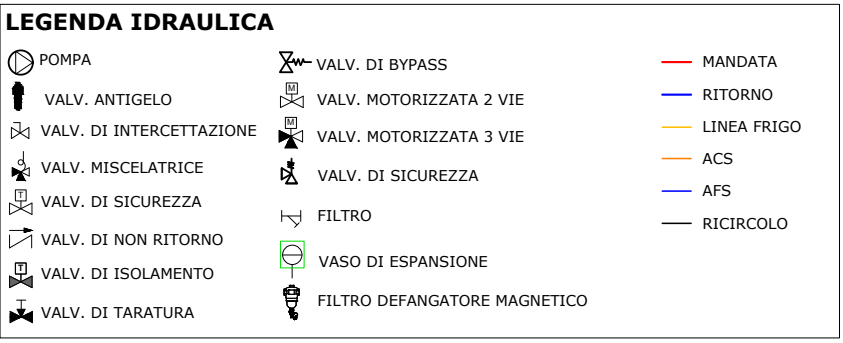 LEGENDA IDRAULICA
POMPA
VALV. ANTIGELO
VALV. DI INTERCETTAZIONE
VALV. MISCELATRICE
T VALV. DI SICUREZZA
VALV. DI NON RITORNO
T VALV. DI ISOLAMENTO
VALV. DI TARATURA
VALV. DI BYPASS
M VALV. MOTORIZZATA 2 VIE
M VALV. MOTORIZZATA 3 VIE
VALV. DI SICUREZZA
FILTRO
VASO DI ESPANSIONE
FILTRO DEFANGATORE MAGNETICO
MANDATA
RITORNO
LINEA FRIGO
ACS
AFS
RICIRCOLO